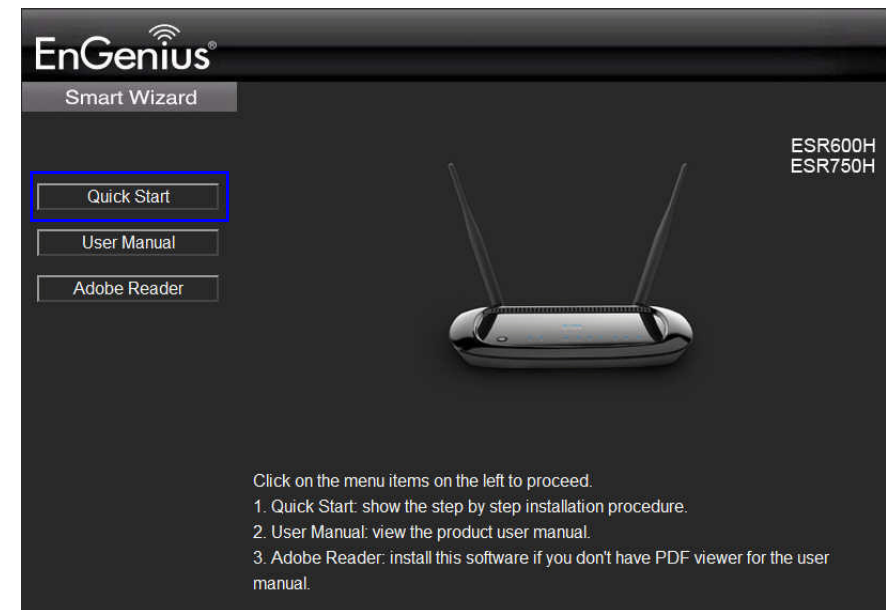 EnGenius®
Smart Wizard
ESR600H
ESR750H
Quick Start
User Manual
Adobe Reader
Click on the menu items on the left to proceed.
1. Quick Start: show the step by step installation procedure.
2. User Manual: view the product user manual.
3. Adobe Reader: install this software if you don't have PDF viewer for the user
manual.